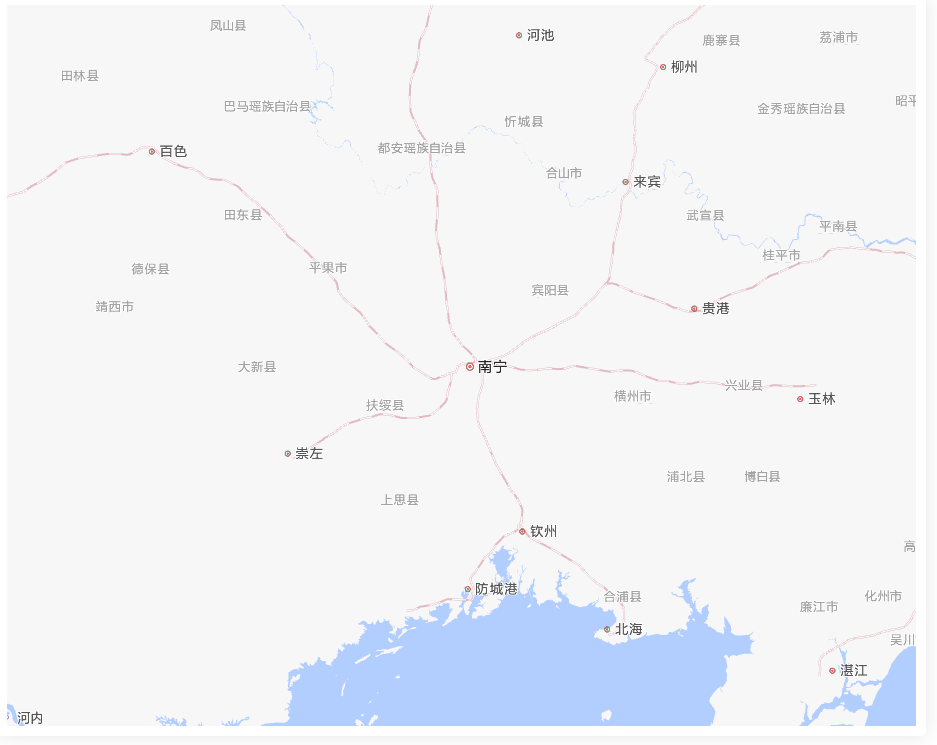 凤山县
河池
鹿寨县
荔浦市
田林县
柳州
巴马瑶族自治县
金秀瑶族自治县
昭平
忻城县
都安瑶族自治县
百色
合山市
来宾
田东县
武宣县
平南县
桂平市
德保县
平果市
宾阳县
靖西市
贵港
大新县
南宁
兴业县
横州市
玉林
扶绥县
崇左
浦北县
博白县
上思县
钦州
高
防城港
合浦县
化州市
廉江市
北海
吴川
湛江
河内